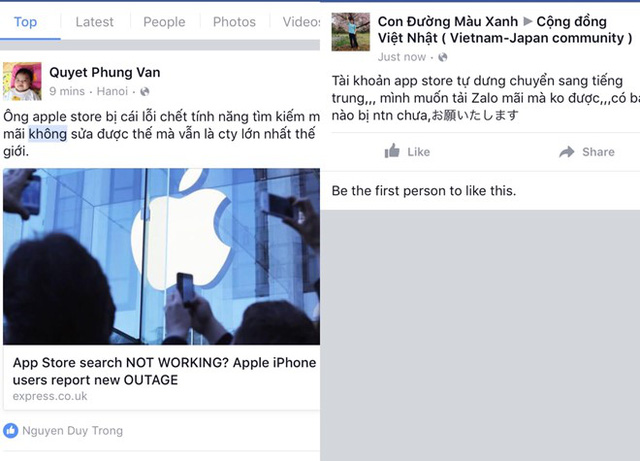 Top
Latest
People
Photos
Videos
Quyet Phung Van
9 mins · Hanoi ·
Ông apple store bị cái lỗi chết tính năng tìm kiếm m
mãi không sửa được thế mà vẫn là cty lớn nhất thế
giới.
App Store search NOT WORKING? Apple iPhone
users report new OUTAGE
express.co.uk
Nguyen Duy Trong
Con Đường Màu Xanh ▶ Cộng đồng
Việt Nhật ( Vietnam-Japan community )
Just now ·
Tài khoản app store tự dưng chuyển sang tiếng
trung,,, mình muốn tải Zalo mãi mà ko được,,,có bạ
nào bị ntn chưa,お願いたします
Like
Share
Be the first person to like this.